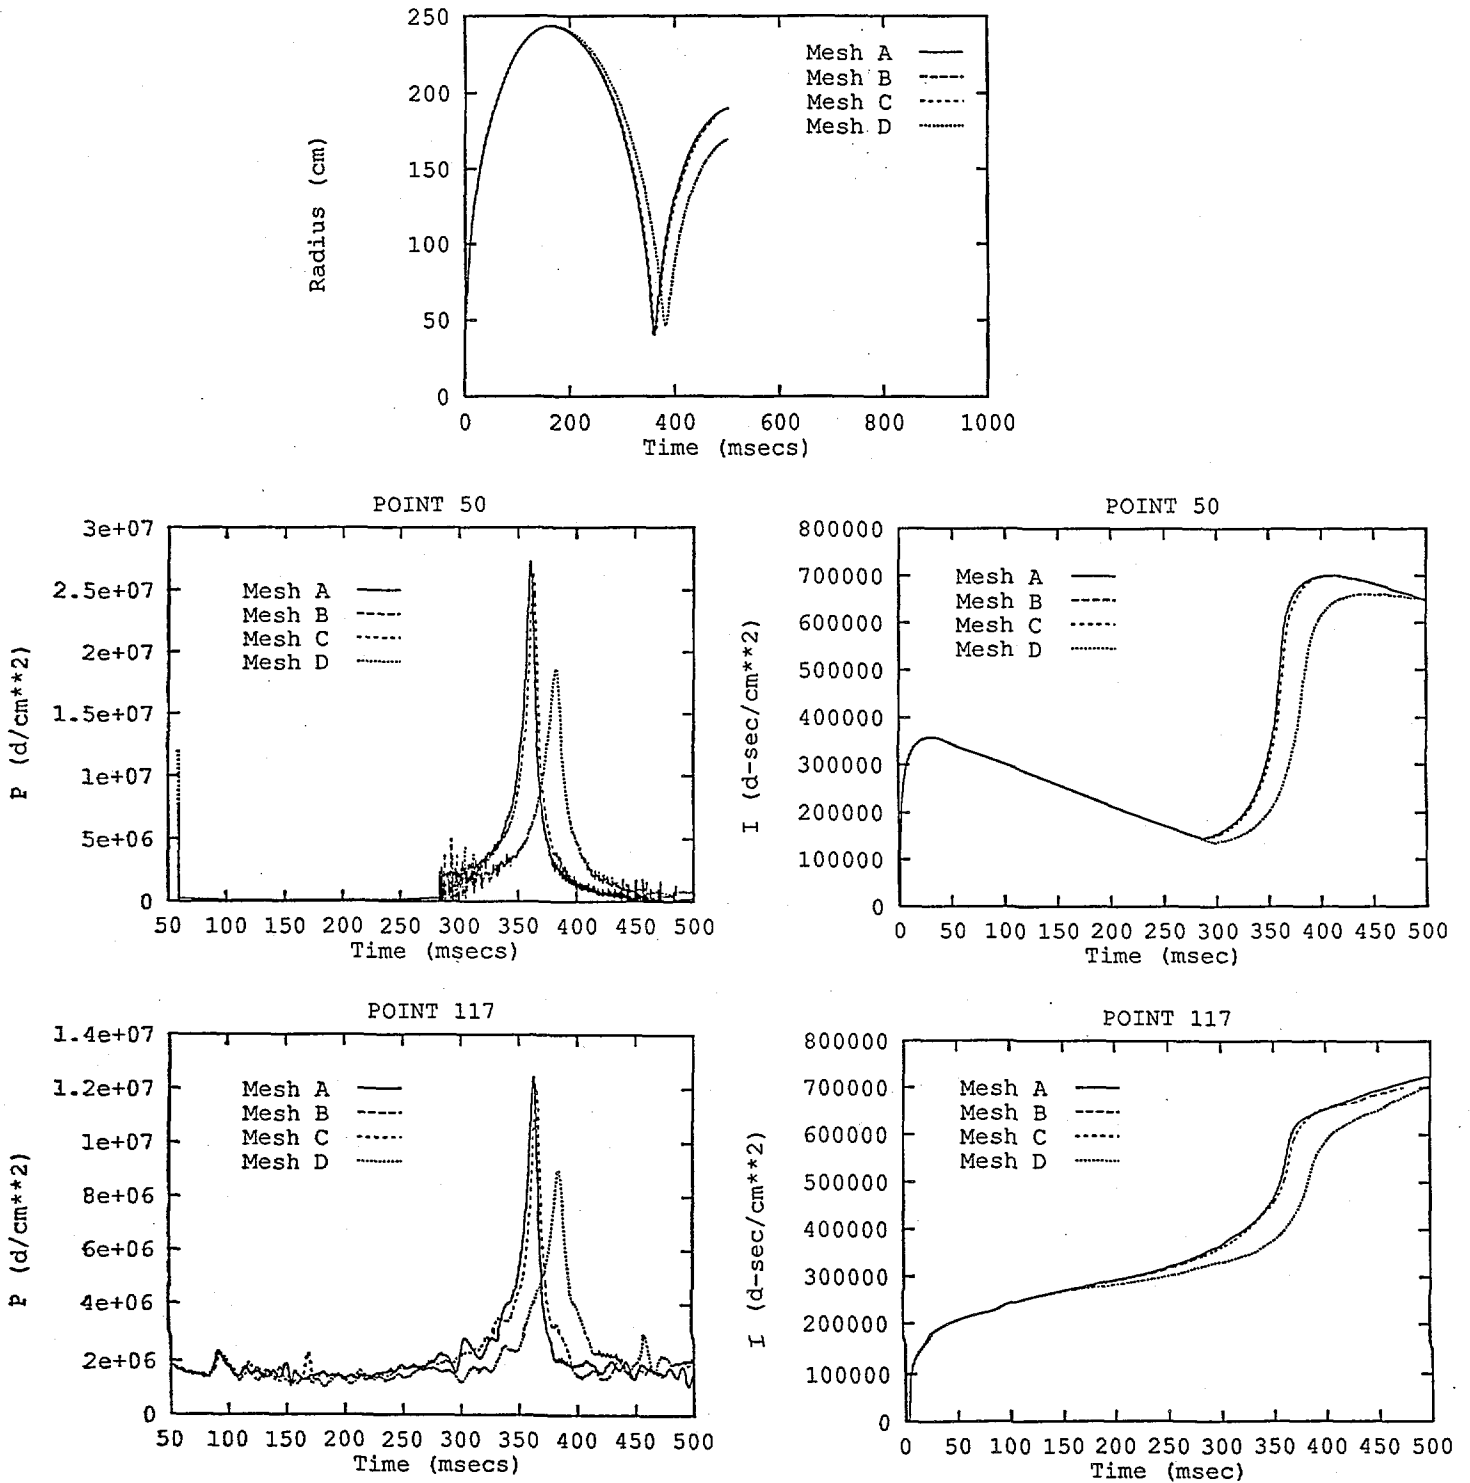 250
200
150
100
50
0
Radius (cm)
Mesh A
Mesh B
Mesh C
Mesh D
0 200 400 600 800 1000
Time (msecs)
POINT 50
3e+07
2.5e+07
2e+07
1.5e+07
1e+07
5e+06
0
P (d/cm**2)
Mesh A
Mesh B
Mesh C
Mesh D
50 100 150 200 250 300 350 400 450 500
Time (msecs)
POINT 50
800000
700000
600000
500000
400000
300000
200000
100000
0
I (d-sec/cm**2)
Mesh A
Mesh B
Mesh C
Mesh D
0 50 100 150 200 250 300 350 400 450 500
Time (msec)
POINT 117
1.4e+07
1.2e+07
1e+07
8e+06
6e+06
4e+06
2e+06
0
P (d/cm**2)
Mesh A
Mesh B
Mesh C
Mesh D
50 100 150 200 250 300 350 400 450 500
Time (msecs)
POINT 117
800000
700000
600000
500000
400000
300000
200000
100000
0
I (d-sec/cm**2)
Mesh A
Mesh B
Mesh C
Mesh D
0 50 100 150 200 250 300 350 400 450 500
Time (msec)